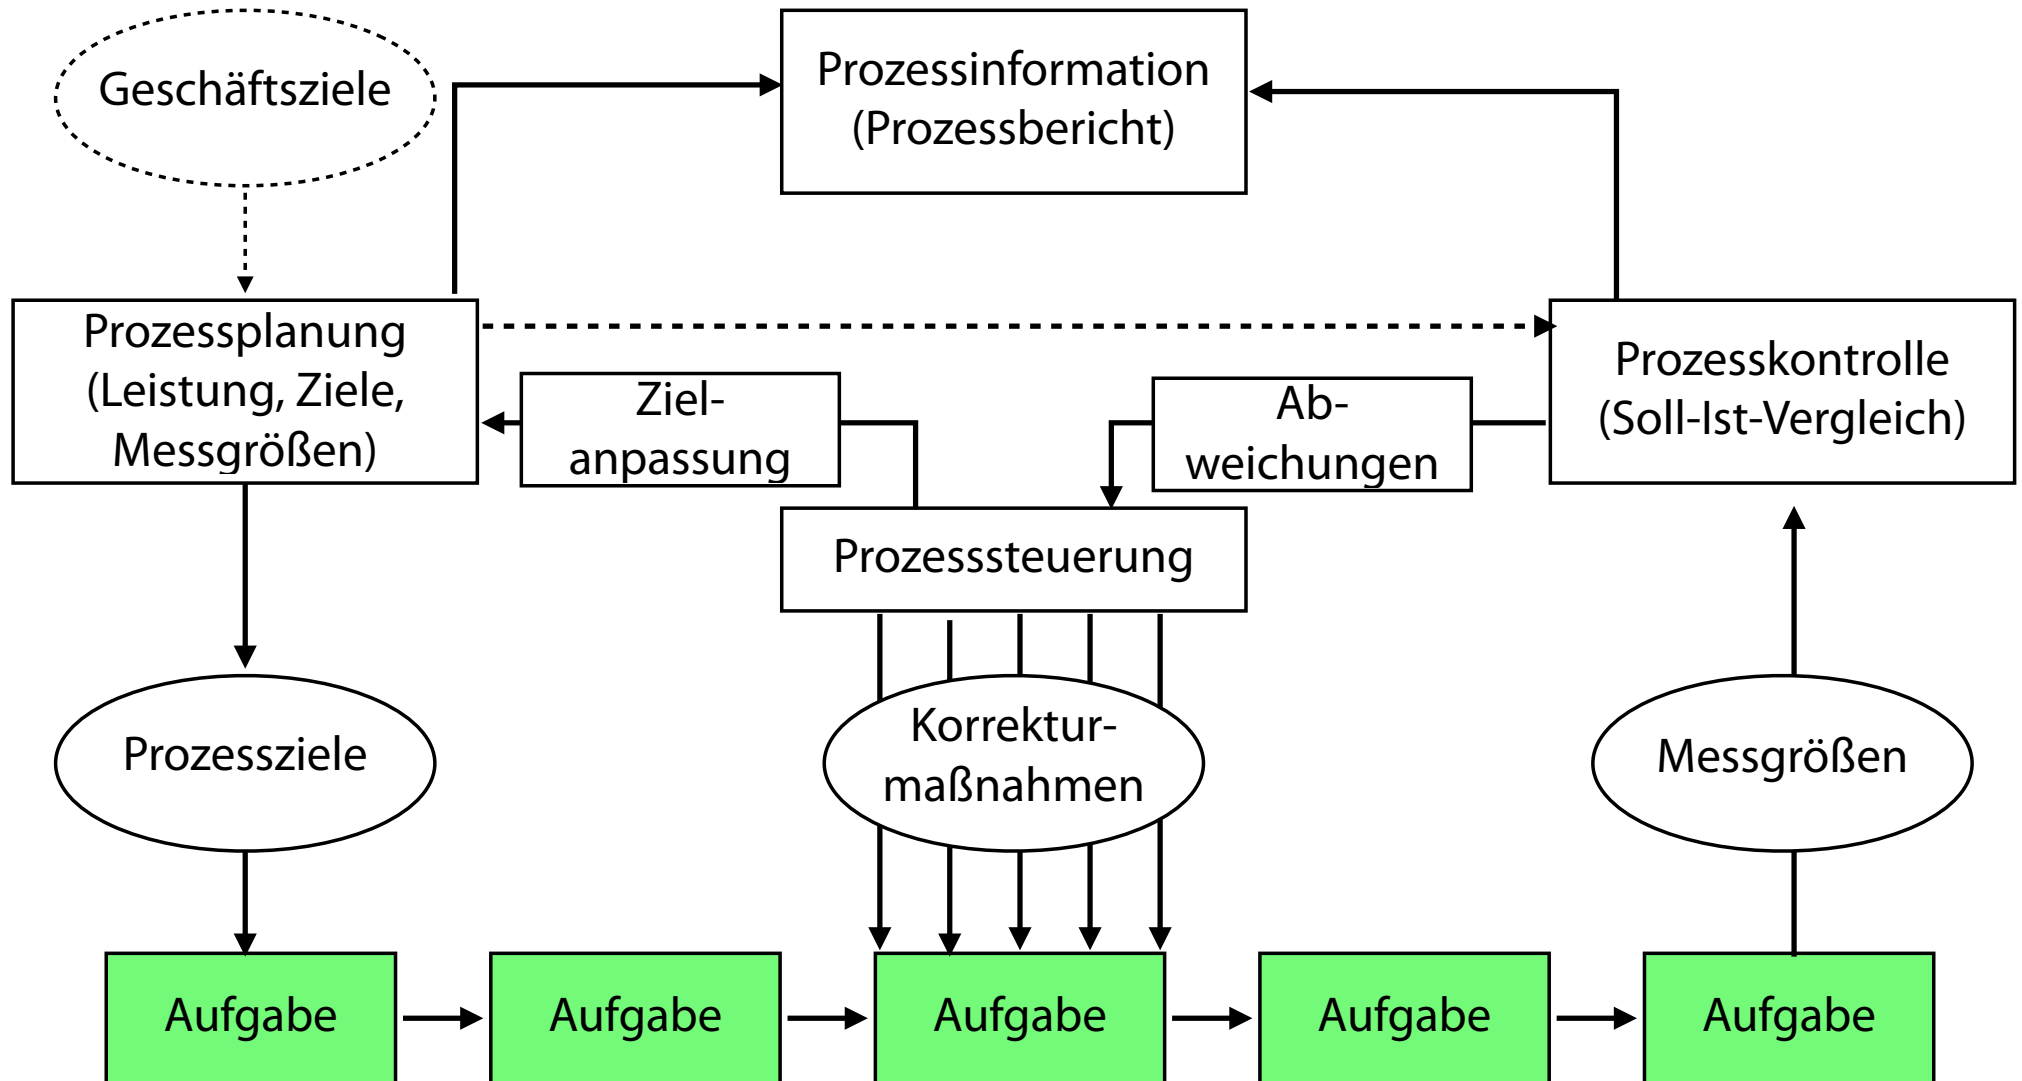 Geschäftsziele
Prozessinformation
(Prozessbericht)
Prozessplanung
(Leistung, Ziele,
Messgrößen)
Ziel-
anpassung
Ab-
weichungen
Prozesskontrolle
(Soll-Ist-Vergleich)
Prozesssteuerung
Prozessziele
Korrektur-
maßnahmen
Messgrößen
Aufgabe
Aufgabe
Aufgabe
Aufgabe
Aufgabe